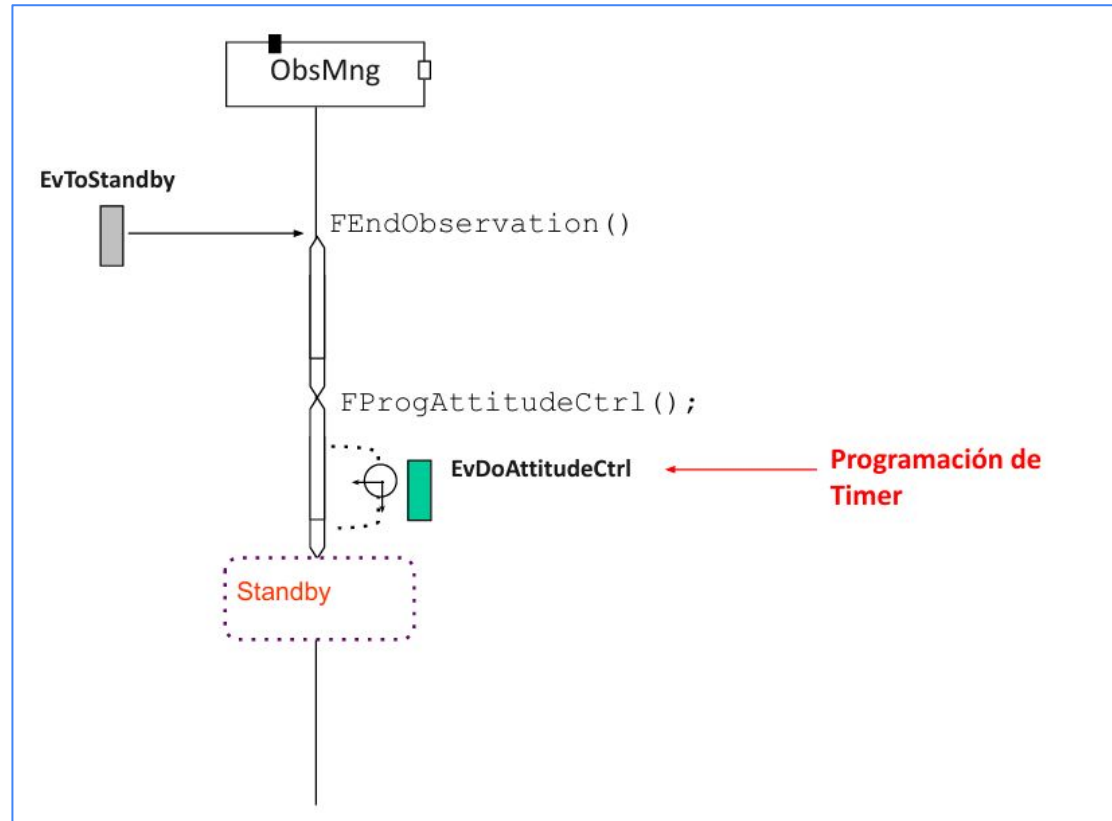 ObsMng
EvToStandby
FEndObservation()
FProgAttitudeCtrl();
EvDoAttitudeCtrl
Programación de
Timer
Standby